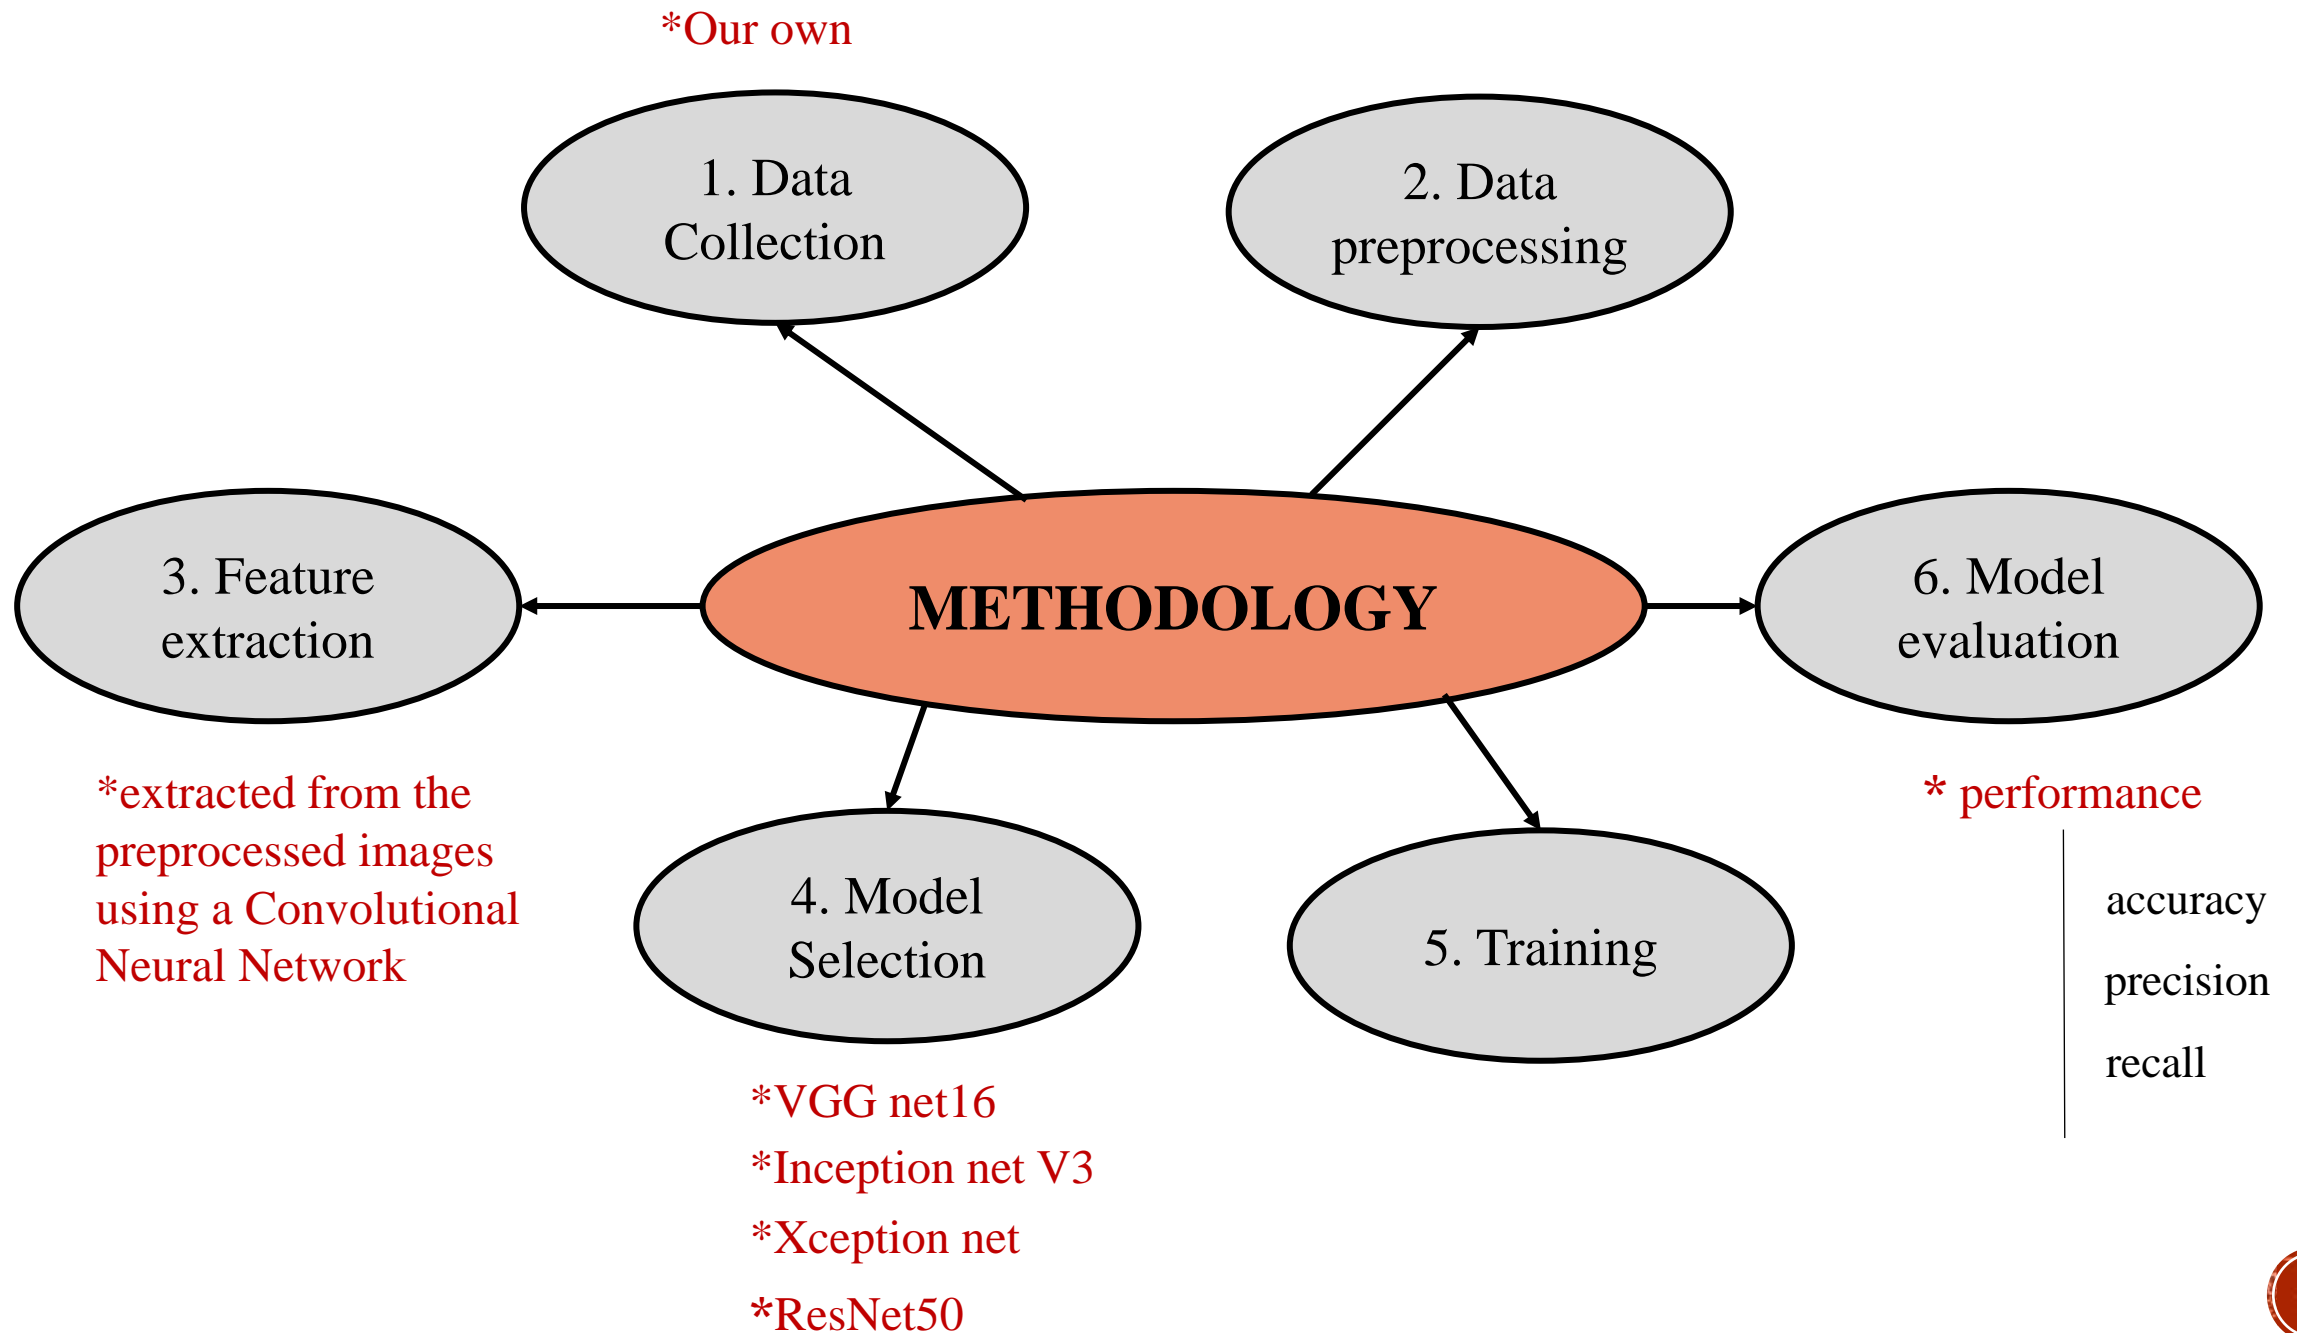 *Our own
1. Data
Collection
2. Data
preprocessing
METHODOLOGY
3. Feature
extraction
*extracted from the
preprocessed images
using a Convolutional
Neural Network
4. Model
Selection
*VGG net16
*Inception net V3
*Xception net
*ResNet50
5. Training
6. Model
evaluation
* performance
accuracy
precision
recall